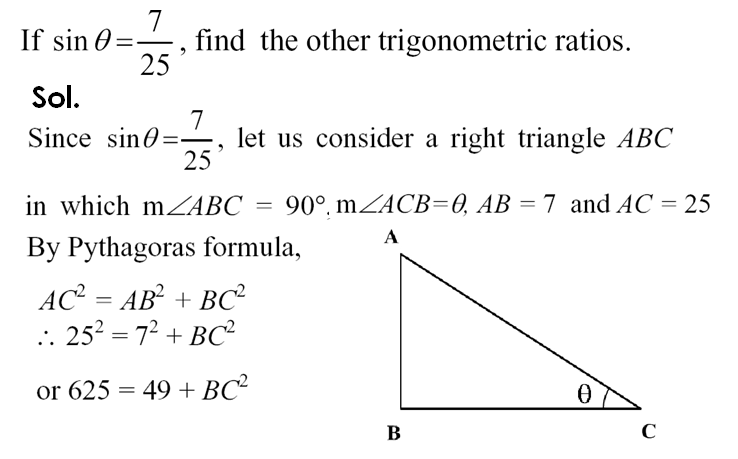 If sin θ = 7/25 , find the other trigonometric ratios.
Sol.
Since sinθ = 7/25 , let us consider a right triangle ABC
in which m∠ABC = 90°, m∠ACB=θ, AB = 7 and AC = 25
By Pythagoras formula,
AC² = AB² + BC²
∴ 25² = 7² + BC²
or 625 = 49 + BC²
A
θ
B
C